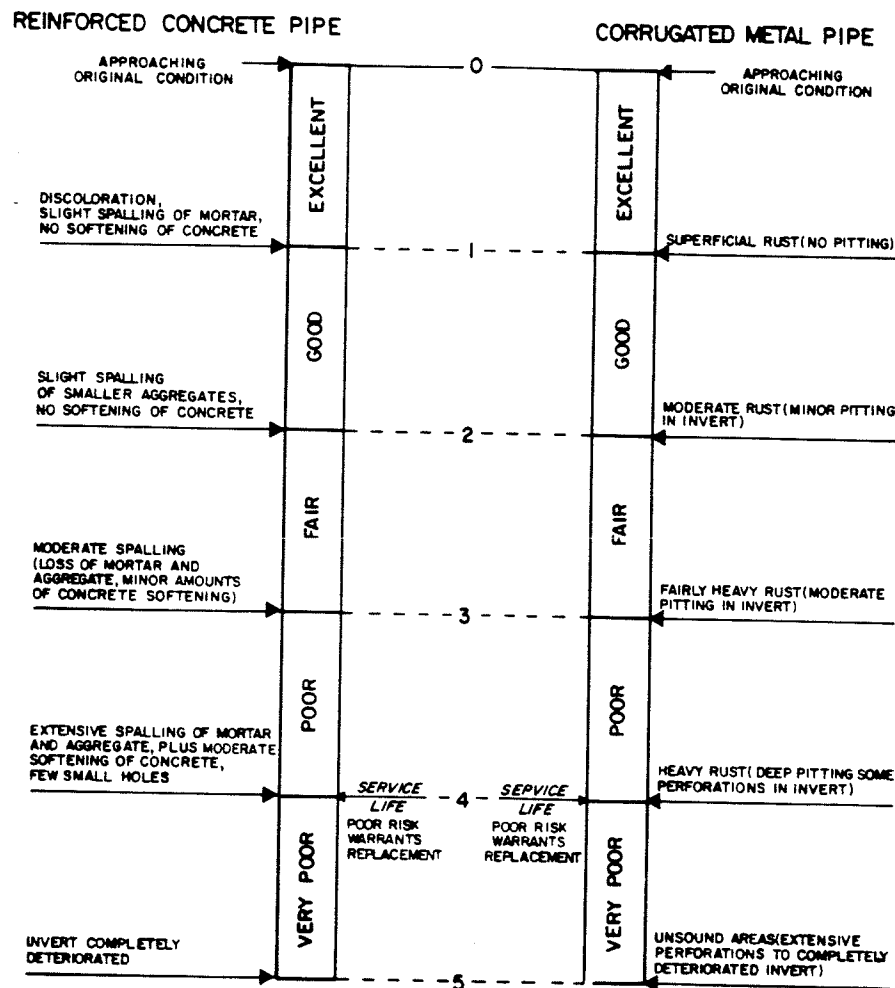 REINFORCED CONCRETE PIPE
CORRUGATED METAL PIPE
APPROACHING
ORIGINAL CONDITION
0
APPROACHING
ORIGINAL CONDITION
EXCELLENT
EXCELLENT
DISCOLORATION,
SLIGHT SPALLING OF MORTAR,
NO SOFTENING OF CONCRETE
1
SUPERFICIAL RUST(NO PITTING)
GOOD
GOOD
SLIGHT SPALLING
OF SMALLER AGGREGATES,
NO SOFTENING OF CONCRETE
2
MODERATE RUST(MINOR PITTING
IN INVERT)
FAIR
FAIR
MODERATE SPALLING
(LOSS OF MORTAR AND
AGGREGATE, MINOR AMOUNTS
OF CONCRETE SOFTENING)
3
FAIRLY HEAVY RUST(MODERATE
PITTING IN INVERT)
POOR
POOR
EXTENSIVE SPALLING OF MORTAR
AND AGGREGATE, PLUS MODERATE
SOFTENING OF CONCRETE,
FEW SMALL HOLES
SERVICE
LIFE
POOR RISK
WARRANTS
REPLACEMENT
4
SERVICE
LIFE
POOR RISK
WARRANTS
REPLACEMENT
HEAVY RUST(DEEP PITTING SOME
PERFORATIONS IN INVERT)
VERY POOR
VERY POOR
INVERT COMPLETELY
DETERIORATED
5
UNSOUND AREAS(EXTENSIVE
PERFORATIONS TO COMPLETELY
DETERIORATED INVERT)